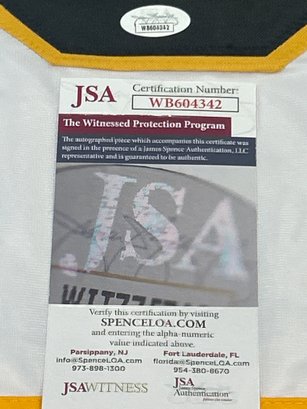 WB604342
JSA
Certification Number:
WB604342
The Witnessed Protection Program
The autographed piece which accompanies this certificate was
signed in the presence of a James Spence Authentication, LLC
representative and is guaranteed to be authentic.
JSA
Verify this certification by visiting
SPENCELOA.COM
and entering the alpha-numeric
value indicated above.
Parsippany, NJ
info@SpenceLOA.com
973-898-1300
Fort Lauderdale, FL
florida@SpenceLOA.com
954-380-8670
JSAWITNESS
JSA
James Spence
Authentication